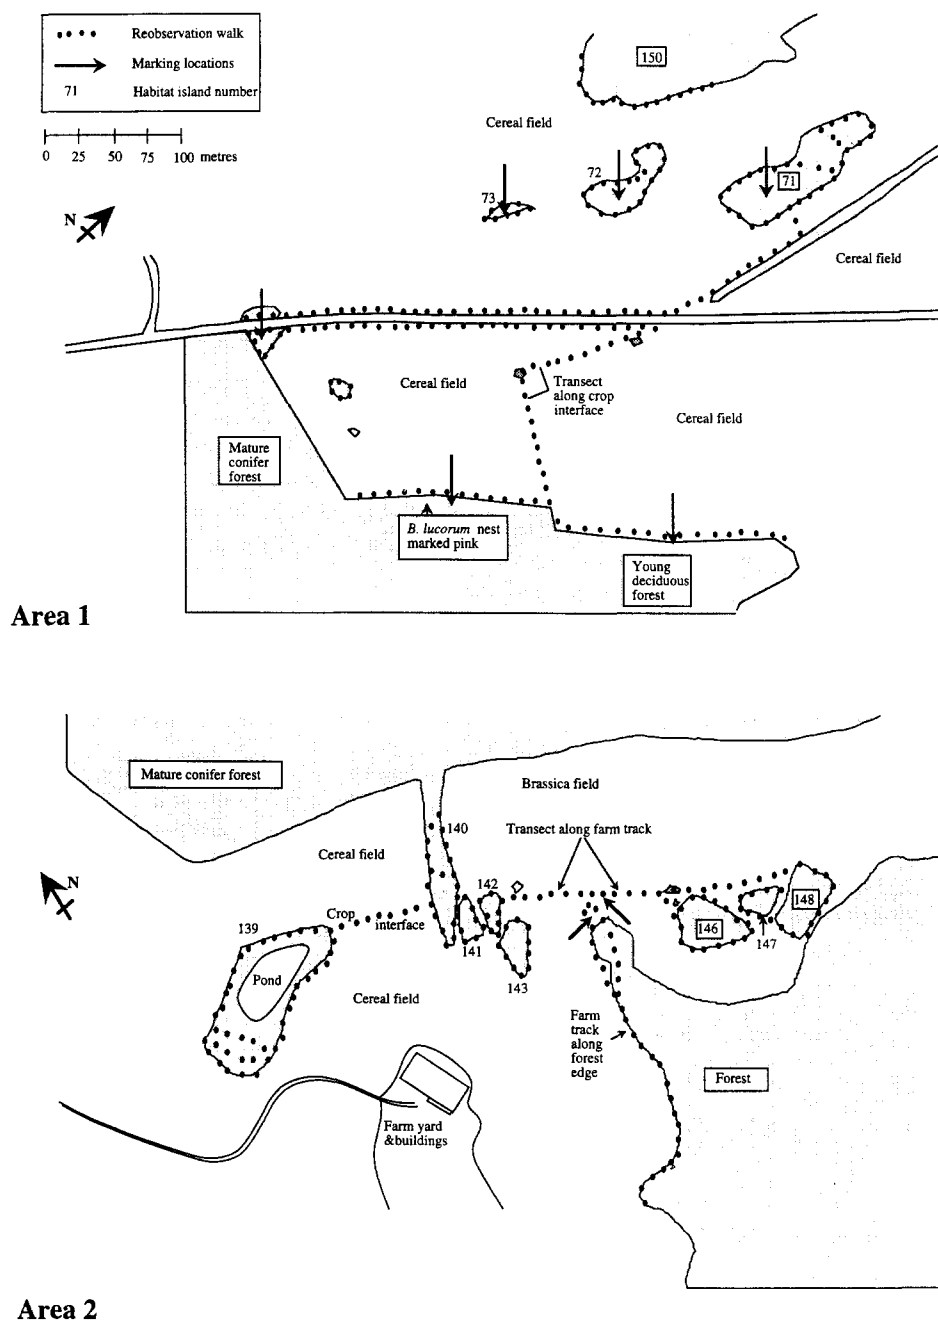 Reobservation walk
Marking locations
71 Habitat island number
0 25 50 75 100 metres
N
150
Cereal field
72
73
71
Cereal field
Cereal field
Transect
along crop
interface
Cereal field
Mature
conifer
forest
B. lucorum nest
marked pink
Young
deciduous
forest
Area 1
Mature conifer forest
Brassica field
140
Transect along farm track
Cereal field
N
142
139
Crop
interface
148
146
147
141
Pond
143
Cereal field
Farm
track
along
forest
edge
Forest
Farm yard
&buildings
Area 2